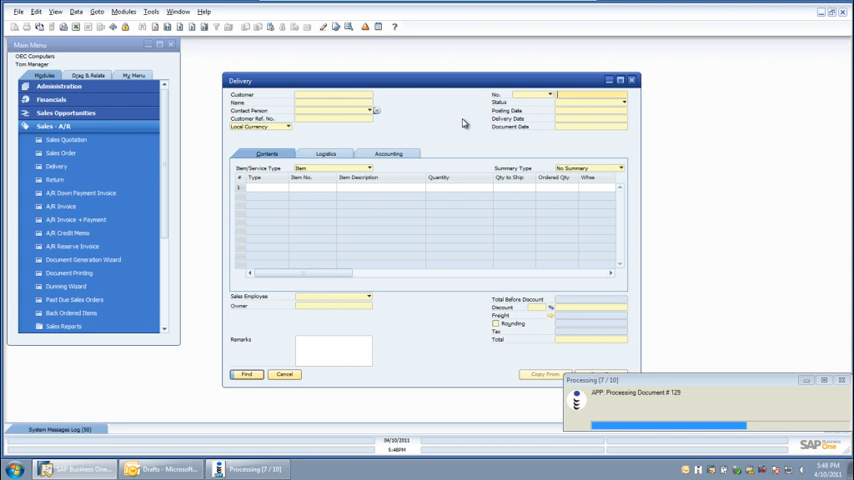 File Edit View Data Goto Modules Tools Window Help
Main Menu
OEC Computers
Tom Manager
Modules Drag & Relate My Menu
Administration
Financials
Sales Opportunities
Sales - A/R
Sales Quotation
Sales Order
Delivery
Return
A/R Down Payment Invoice
A/R Invoice
A/R Invoice + Payment
A/R Credit Memo
A/R Reserve Invoice
Document Generation Wizard
Document Printing
Dunning Wizard
Past Due Sales Orders
Back Ordered Items
Sales Reports
Delivery
Customer
Name
Contact Person
Customer Ref. No.
Local Currency
No.
Status
Posting Date
Delivery Date
Document Date
Contents Logistics Accounting
Item/Service Type Item Summary Type No Summary
# Type Item No. Item Description Quantity Qty to Ship Ordered Qty Whse
1
Sales Employee
Owner
Remarks
Total Before Discount
Discount %
Freight
Rounding
Tax
Total
Find Cancel Copy From
Processing [7 / 10]
APP: Processing Document # 129
System Messages Log (30)
04/10/2011
5:48PM
SAP Business One
SAP Business One... Drafts - Microsoft... Processing [7 / 10]
5:48 PM
4/10/2011